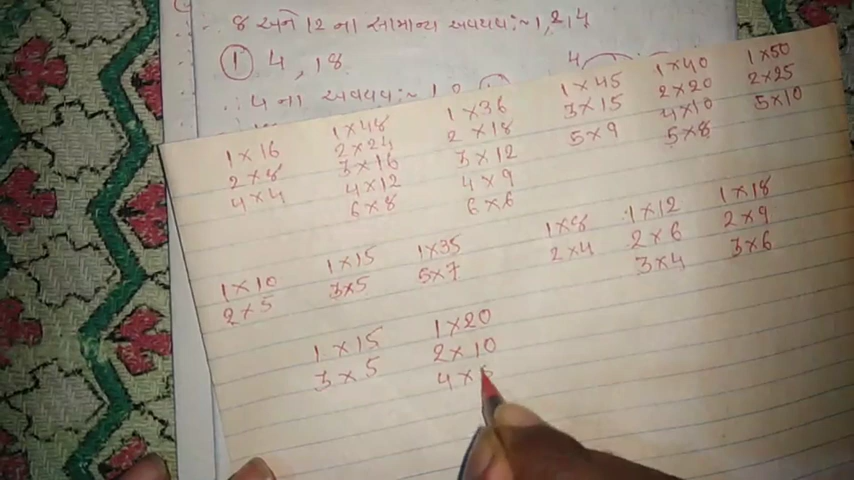 8 અને 12 ના સામાન્ય અવયવ :- 1, 2, 4
① 4, 18
∴ 4 ના અવયવ :-
1×16 1×48 1×36 1×45 1×40 1×50
2×8 2×24 2×18 3×15 2×20 2×25
4×4 3×16 3×12 5×9 4×10 5×10
4×12 4×9 5×8
6×8 6×6
1×10 1×15 1×35 1×8 1×12 1×18
2×5 3×5 5×7 2×4 2×6 2×9
3×4 3×6
1×15 1×20
3×5 2×10
4×5